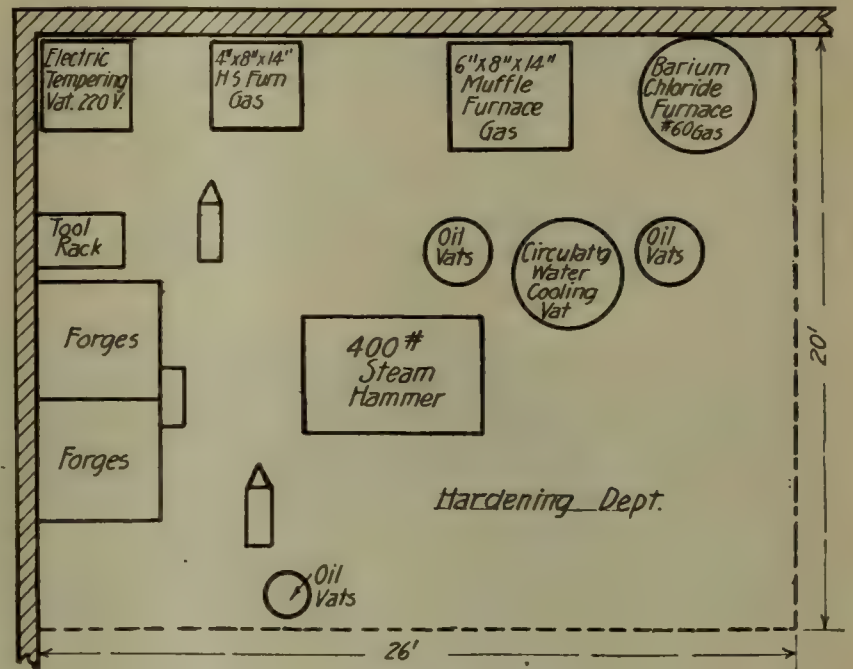 Electric
Tempering
Vat. 220 V.
4"x8"x14"
H S Furn
Gas
6"x8"x14"
Muffle
Furnace
Gas
Barium
Chloride
Furnace
#60 Gas
Tool
Rack
Oil
Vats
Circulat'g
Water
Cooling
Vat
Oil
Vats
Forges
400 #
Steam
Hammer
20'
Forges
Hardening Dept.
Oil
Vats
26'